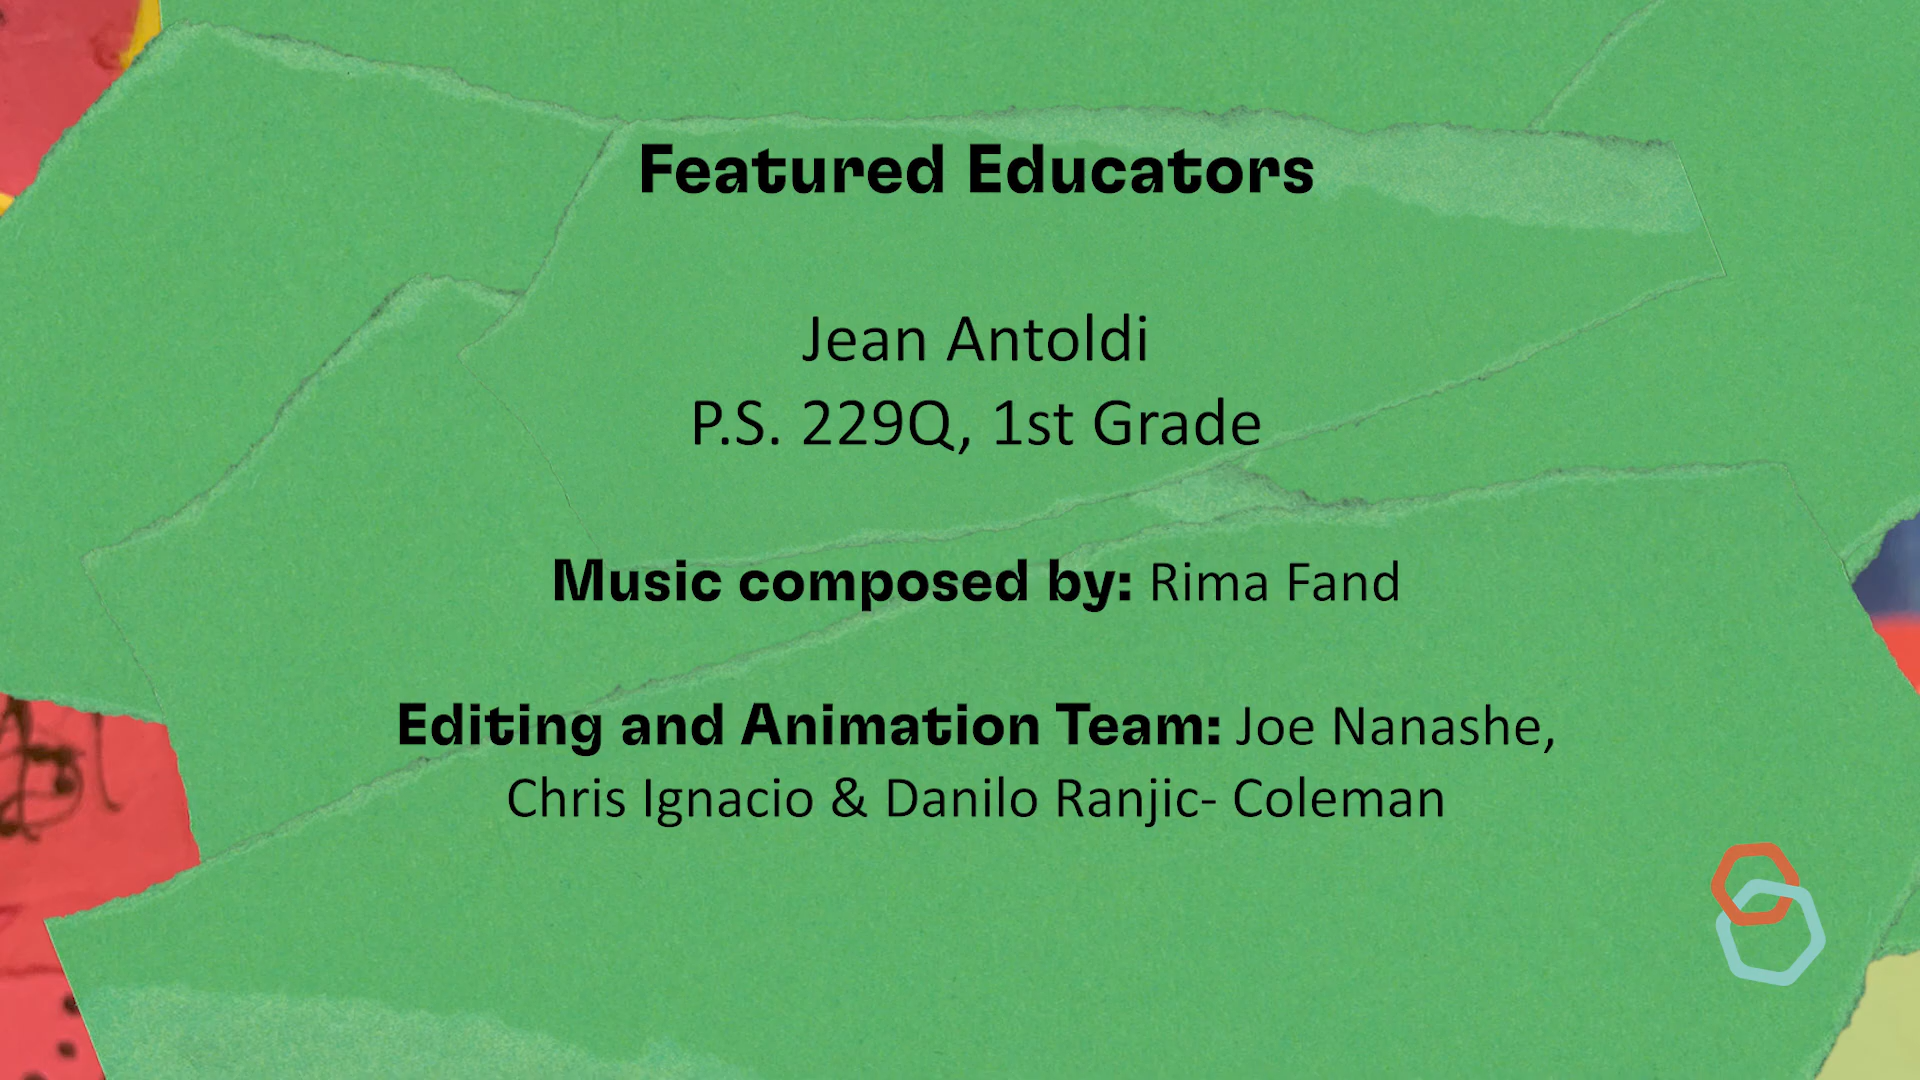 Featured Educators
Jean Antoldi
P.S. 229Q, 1st Grade
Music composed by: Rima Fand
Editing and Animation Team: Joe Nanashe,
Chris Ignacio & Danilo Ranjic- Coleman